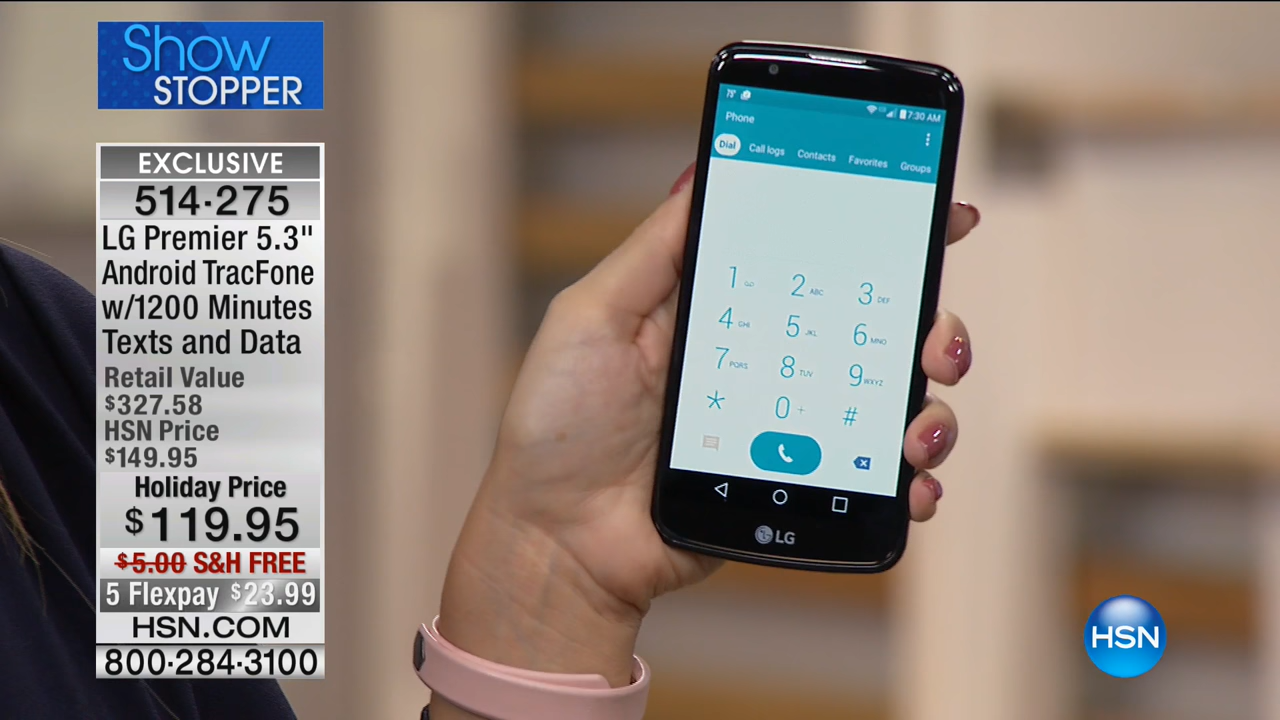 Show
STOPPER
EXCLUSIVE
514·275
LG Premier 5.3"
Android TracFone
w/1200 Minutes
Texts and Data
Retail Value
$327.58
HSN Price
$149.95
Holiday Price
$119.95
$5.00 S&H FREE
5 Flexpay $23.99
HSN.COM
800·284·3100
75°
7:30 AM
Phone
Dial Call logs Contacts Favorites Groups
1 2 ABC 3 DEF
4 GHI 5 JKL 6 MNO
7 PQRS 8 TUV 9 WXYZ
* 0 + #
LG
HSN